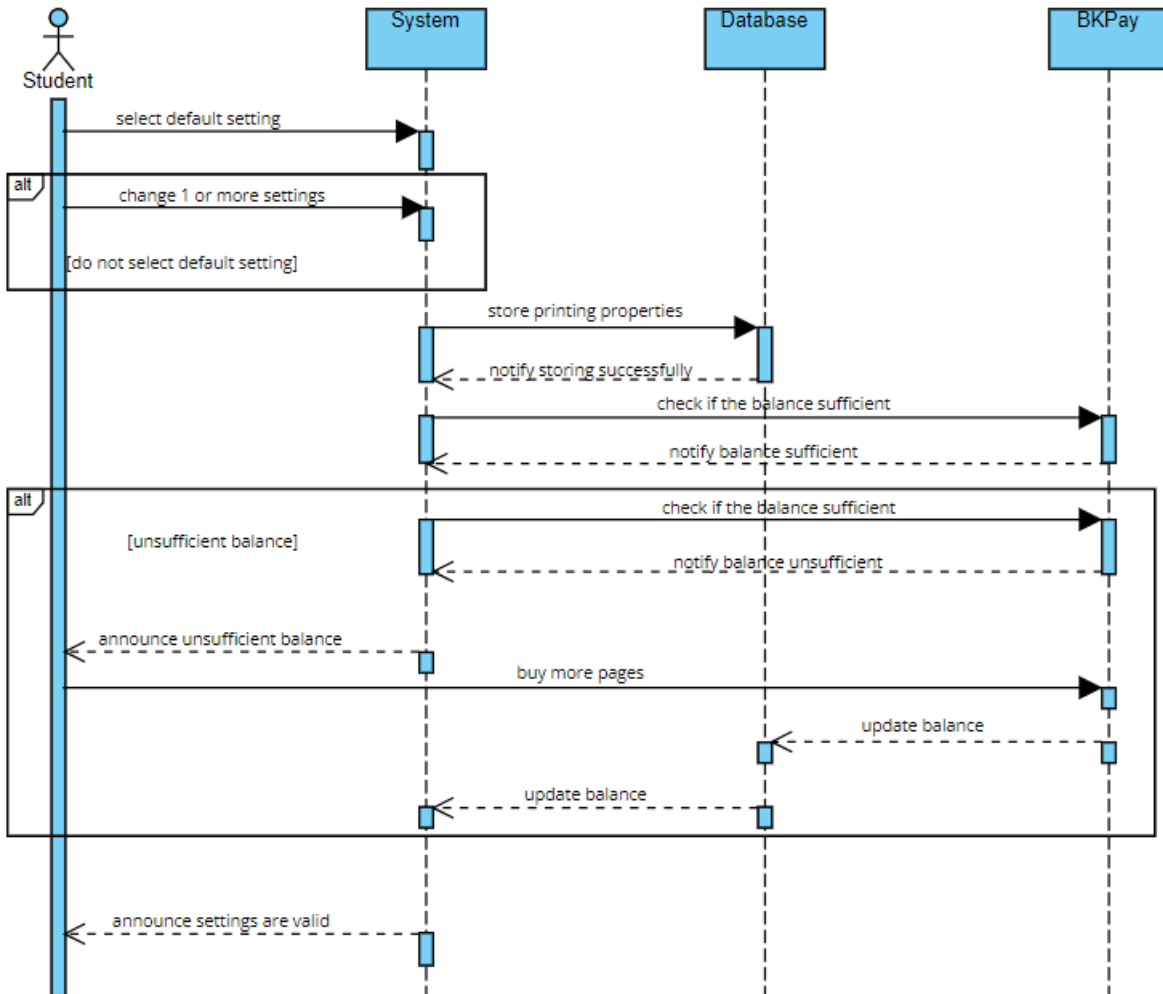 System
Database
BKPay
Student
select default setting
alt
change 1 or more settings
[do not select default setting]
store printing properties
notify storing successfully
check if the balance sufficient
notify balance sufficient
alt
check if the balance sufficient
[unsufficient balance]
notify balance unsufficient
announce unsufficient balance
buy more pages
update balance
update balance
announce settings are valid